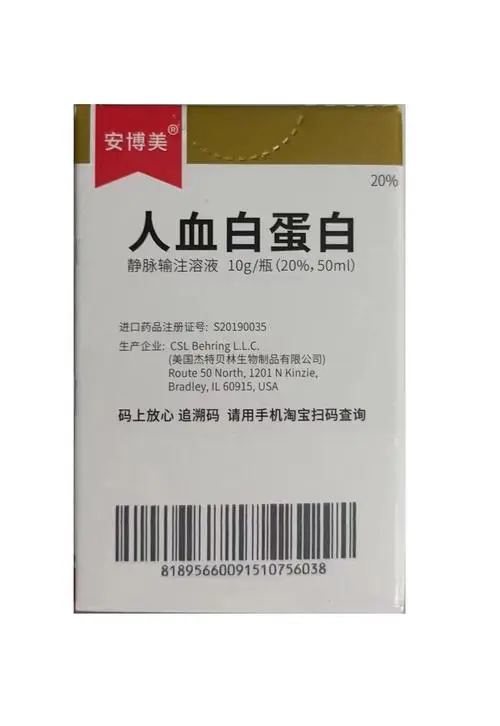 安博美®
20%
人血白蛋白
静脉输注溶液 10g/瓶(20%, 50ml)
进口药品注册证号: S20190035
生产企业: CSL Behring L.L.C.
(美国杰特贝林生物制品有限公司)
Route 50 North, 1201 N Kinzie,
Bradley, IL 60915, USA
码上放心 追溯码 请用手机淘宝扫码查询
81895660091510756038